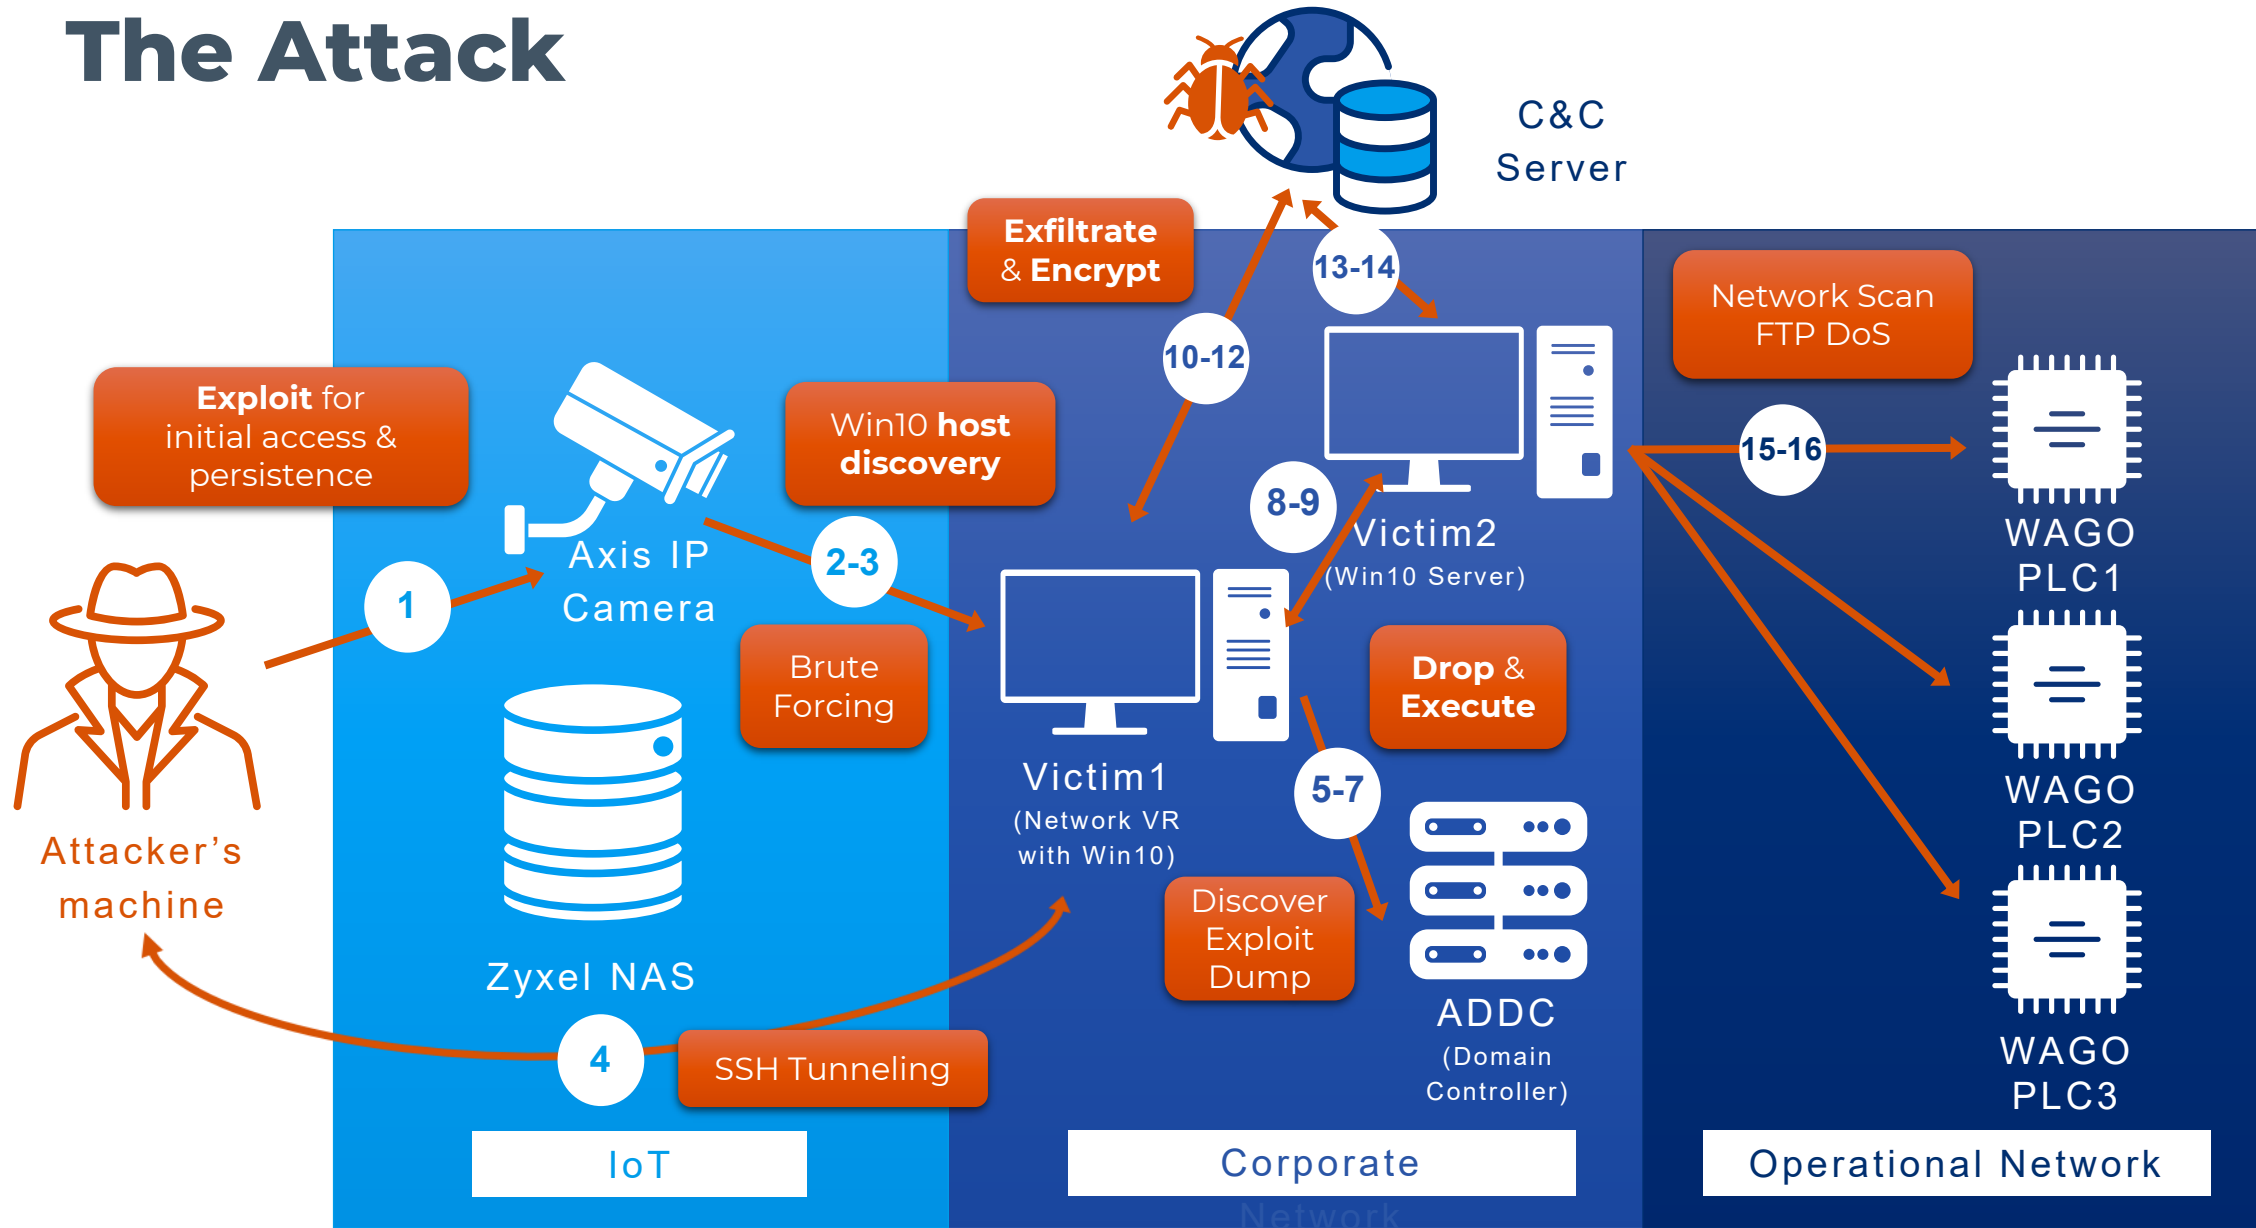 The Attack
C&C
Server
Exfiltrate
& Encrypt
13-14
Network Scan
FTP DoS
10-12
Exploit for
initial access &
persistence
Win10 host
discovery
15-16
8-9
Axis IP
Camera
2-3
1
Victim2
(Win10 Server)
WAGO
PLC1
Brute
Forcing
Drop &
Execute
Victim1
(Network VR
with Win10)
5-7
WAGO
PLC2
Attacker’s
machine
Discover
Exploit
Dump
Zyxel NAS
ADDC
(Domain
Controller)
4
SSH Tunneling
WAGO
PLC3
IoT
Corporate
Network
Operational Network